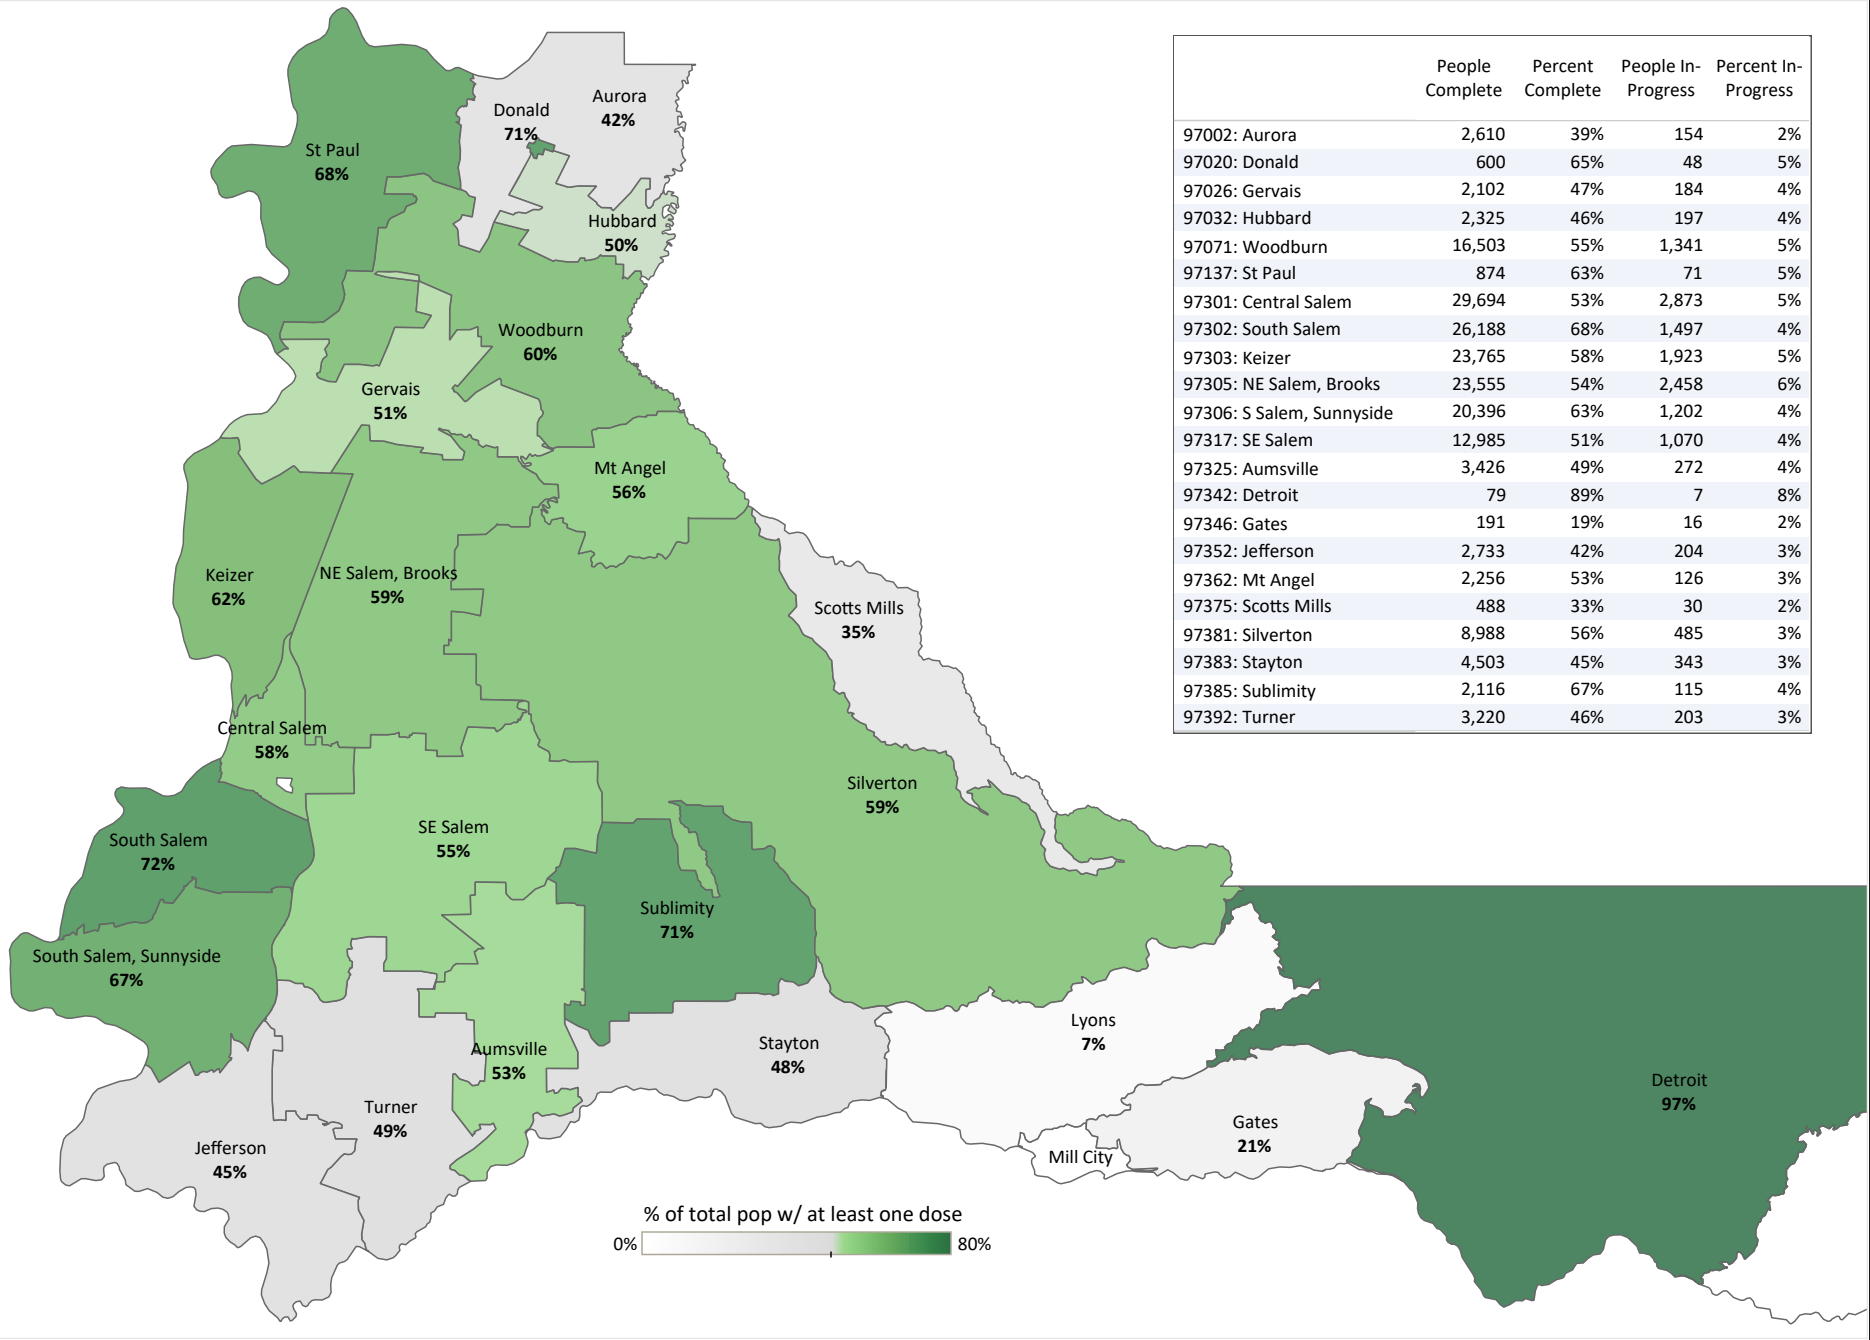 Donald
71%
Aurora
42%
St Paul
68%
Hubbard
50%
Woodburn
60%
Gervais
51%
Mt Angel
56%
Keizer
62%
NE Salem, Brooks
59%
Scotts Mills
35%
Central Salem
58%
Silverton
59%
South Salem
72%
SE Salem
55%
Sublimity
71%
South Salem, Sunnyside
67%
Lyons
7%
Stayton
48%
Aumsville
53%
Detroit
97%
Turner
49%
Gates
21%
Jefferson
45%
Mill City
% of total pop w/ at least one dose
0% 80%
People Percent People In- Percent In-
Complete Complete Progress Progress
97002: Aurora 2,610 39% 154 2%
97020: Donald 600 65% 48 5%
97026: Gervais 2,102 47% 184 4%
97032: Hubbard 2,325 46% 197 4%
97071: Woodburn 16,503 55% 1,341 5%
97137: St Paul 874 63% 71 5%
97301: Central Salem 29,694 53% 2,873 5%
97302: South Salem 26,188 68% 1,497 4%
97303: Keizer 23,765 58% 1,923 5%
97305: NE Salem, Brooks 23,555 54% 2,458 6%
97306: S Salem, Sunnyside 20,396 63% 1,202 4%
97317: SE Salem 12,985 51% 1,070 4%
97325: Aumsville 3,426 49% 272 4%
97342: Detroit 79 89% 7 8%
97346: Gates 191 19% 16 2%
97352: Jefferson 2,733 42% 204 3%
97362: Mt Angel 2,256 53% 126 3%
97375: Scotts Mills 488 33% 30 2%
97381: Silverton 8,988 56% 485 3%
97383: Stayton 4,503 45% 343 3%
97385: Sublimity 2,116 67% 115 4%
97392: Turner 3,220 46% 203 3%